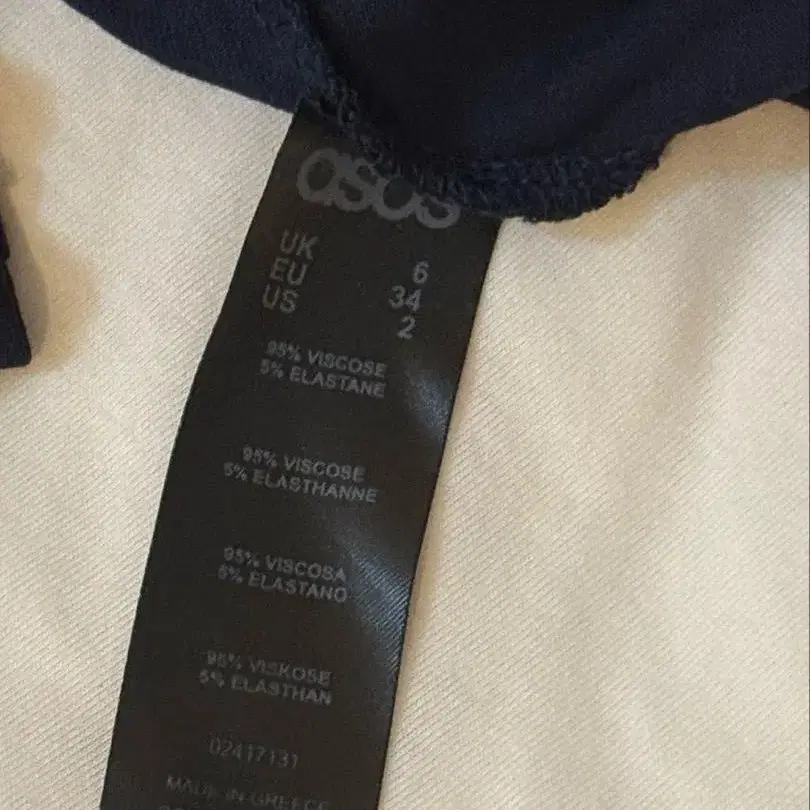 asos
UK 6
EU 34
US 2
95% VISCOSE
5% ELASTANE
95% VISCOSE
5% ELASTHANNE
95% VISCOSA
5% ELASTANO
95% VISKOSE
5% ELASTHAN
02417131
MADE IN GREECE